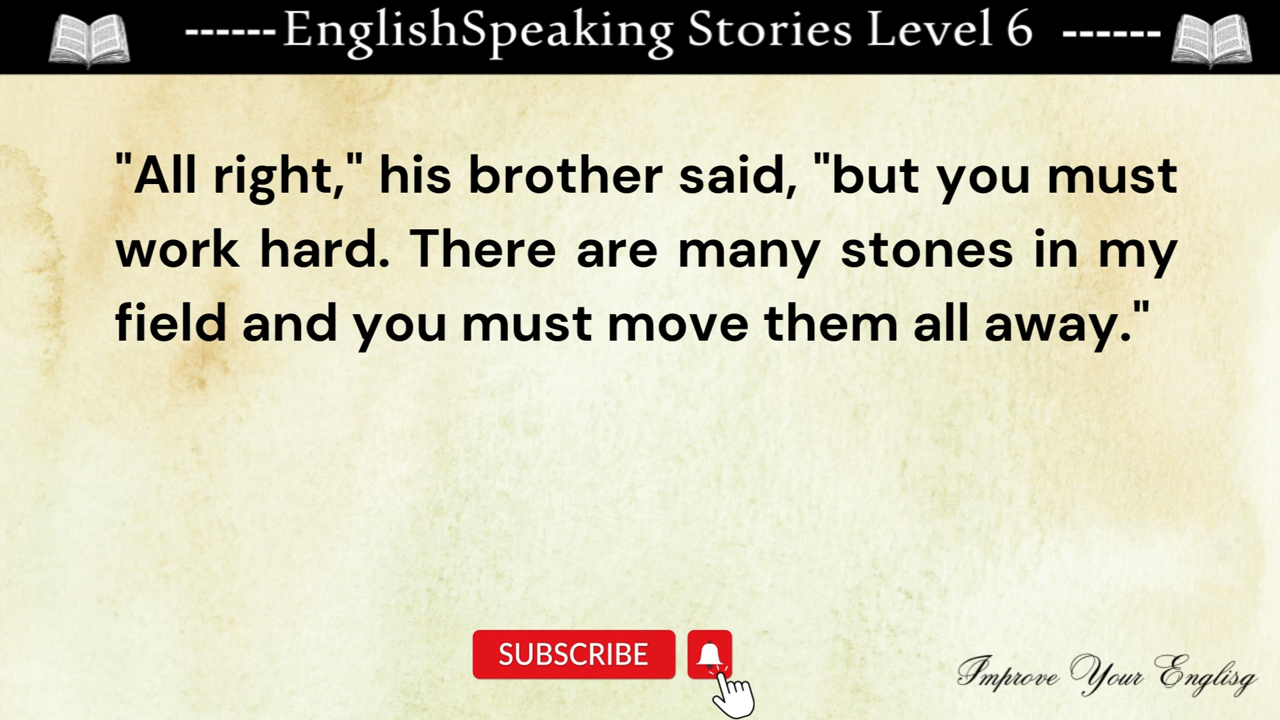 ------EnglishSpeaking Stories Level 6 ------
"All right," his brother said, "but you must
work hard. There are many stones in my
field and you must move them all away."
SUBSCRIBE
Improve Your Englisg